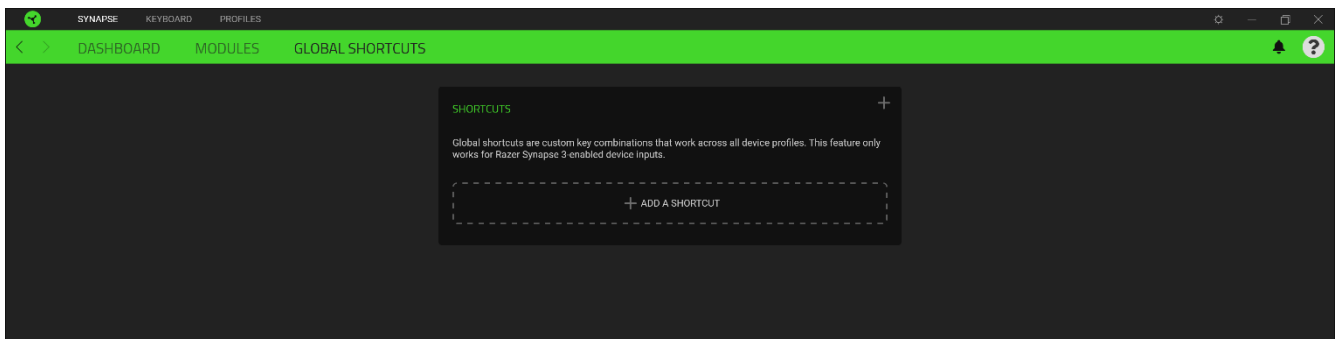 SYNAPSE KEYBOARD PROFILES
DASHBOARD MODULES GLOBAL SHORTCUTS
SHORTCUTS
Global shortcuts are custom key combinations that work across all device profiles. This feature only
works for Razer Synapse 3-enabled device inputs.
ADD A SHORTCUT